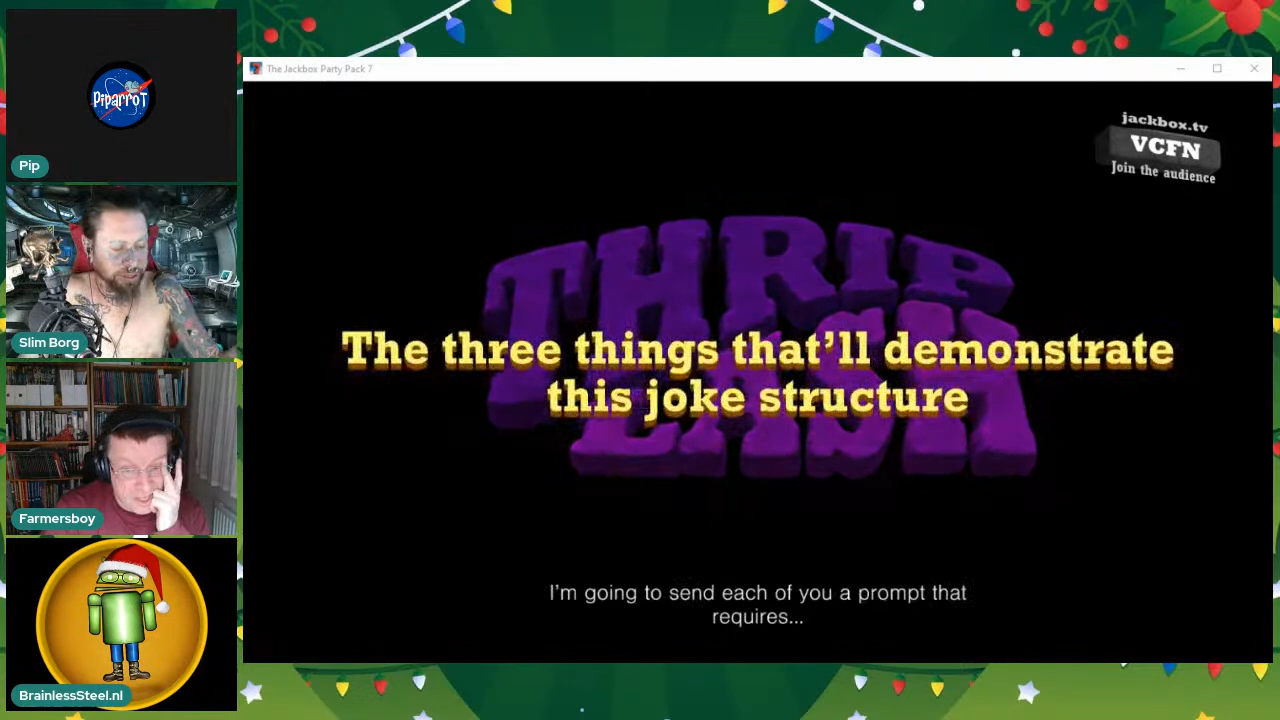 PiparroT
Pip
Slim Borg
Farmersboy
BrainlessSteel.nl
The Jackbox Party Pack 7
jackbox.tv
VCFN
Join the audience
THRIP
LASH
The three things that'll demonstrate
this joke structure
I'm going to send each of you a prompt that
requires...